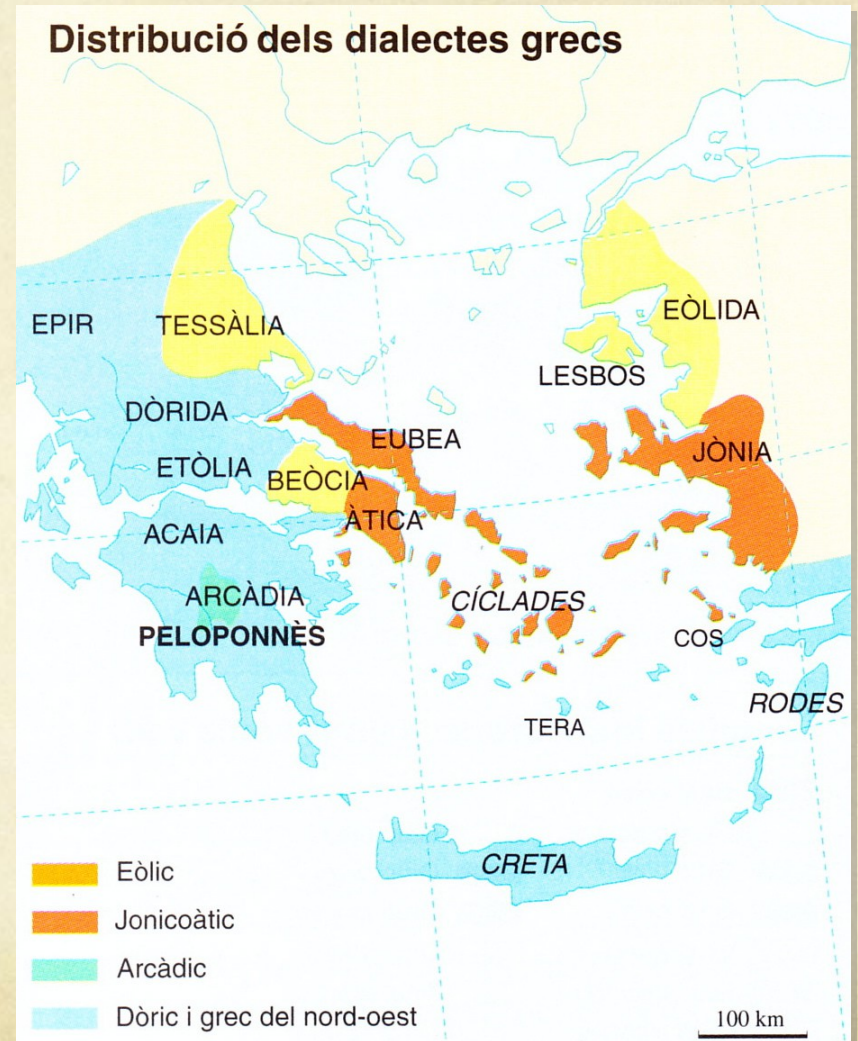 Distribució dels dialectes grecs
EPIR
TESSÀLIA
EÒLIDA
LESBOS
DÒRIDA
EUBEA
JÒNIA
ETÒLIA
BEÒCIA
ÀTICA
ACAIA
ARCÀDIA
CÍCLADES
PELOPONNÈS
COS
RODES
TERA
CRETA
Eòlic
Jonicoàtic
Arcàdic
Dòric i grec del nord-oest
100 km